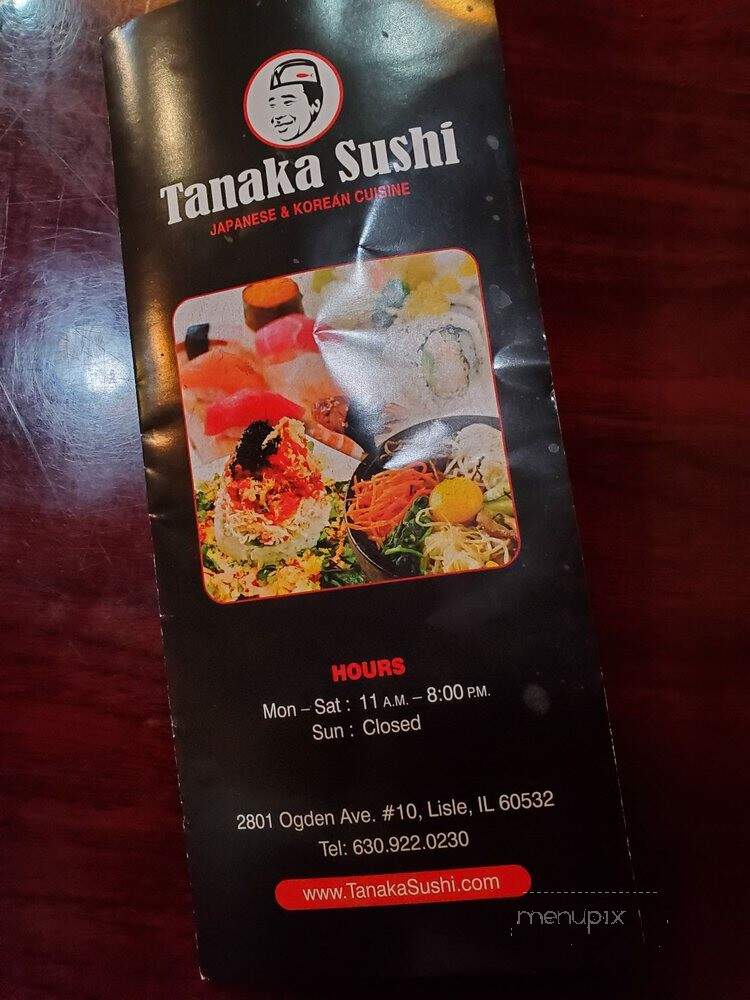 Tanaka Sushi
JAPANESE & KOREAN CUISINE
HOURS
Mon – Sat : 11 A.M. – 8:00 P.M.
Sun : Closed
2801 Ogden Ave. #10, Lisle, IL 60532
Tel: 630.922.0230
www.TanakaSushi.com
menupix